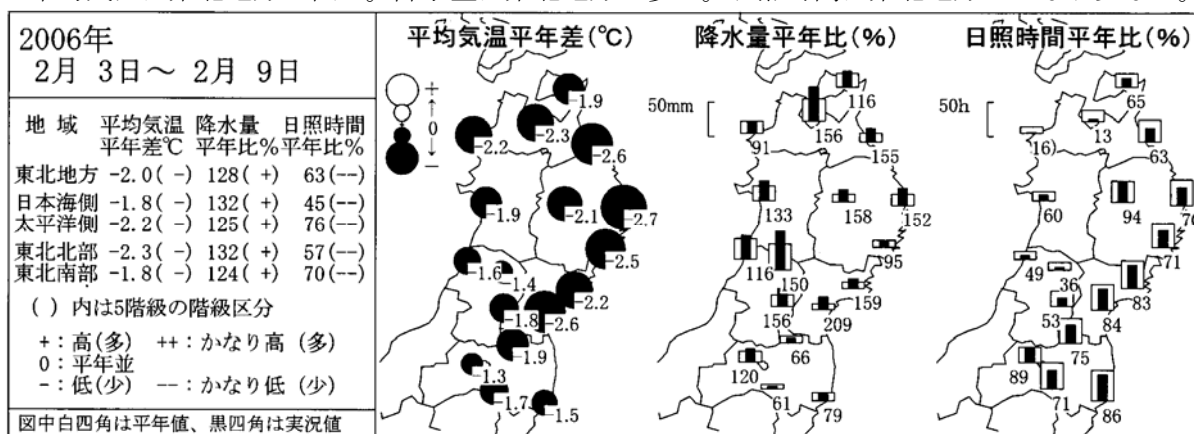 2006年
2月 3日～ 2月 9日
地 域 平均気温 降水量 日照時間
平年差℃ 平年比% 平年比%
東北地方 -2.0( -) 128( +) 63(--)
日本海側 -1.8( -) 132( +) 45(--)
太平洋側 -2.2( -) 125( +) 76(--)
東北北部 -2.3( -) 132( +) 57(--)
東北南部 -1.8( -) 124( +) 70(--)
( ) 内は5階級の階級区分
+：高(多) ++：かなり高 (多)
0：平年並
-：低(少) --：かなり低 (少)
図中白四角は平年値、黒四角は実況値
平均気温平年差(℃)
+
↑
0
↓
-
-1.9
-2.3
-2.2
-2.6
-1.9
-2.1
-2.7
-2.5
-1.6
-1.4
-2.2
-1.8
-2.6
-1.9
-1.3
-1.7
-1.5
降水量平年比(%)
50mm
116
156
91
155
133
158
152
116
150
95
159
156
209
66
120
61
79
日照時間平年比(%)
50h
65
13
16)
63
60
94
76
71
49
36
83
53
84
75
89
71
86